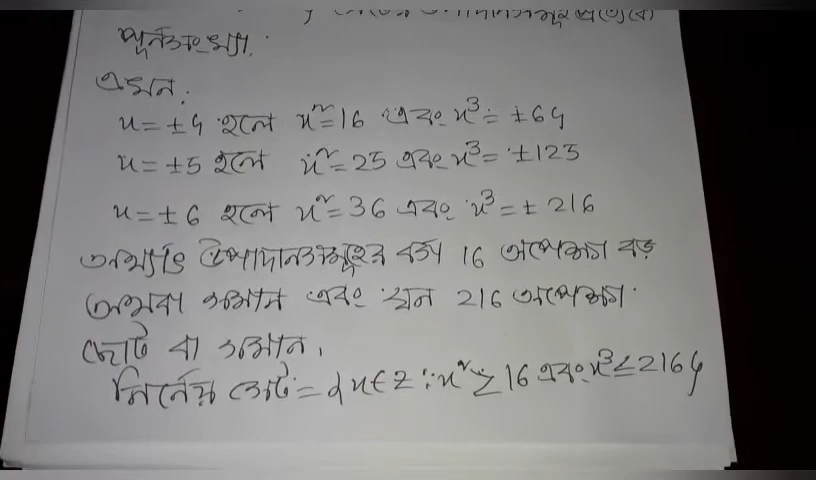 পূর্নসংখ্যা.
এখন,
x = ±4 হলে x² = 16 এবং x³ = ±64
x = ±5 হলে x² = 25 এবং x³ = ±125
x = ±6 হলে x² = 36 এবং x³ = ± 216
অর্থ্যাৎ উপাদানসমূহের বর্গ 16 অপেক্ষা বড়
অথবা সমান এবং ঘন 216 অপেক্ষা
ছোট বা সমান।
নির্নেয় সেট = {x ∈ Z : x² ≥ 16 এবং x³ ≤ 216}